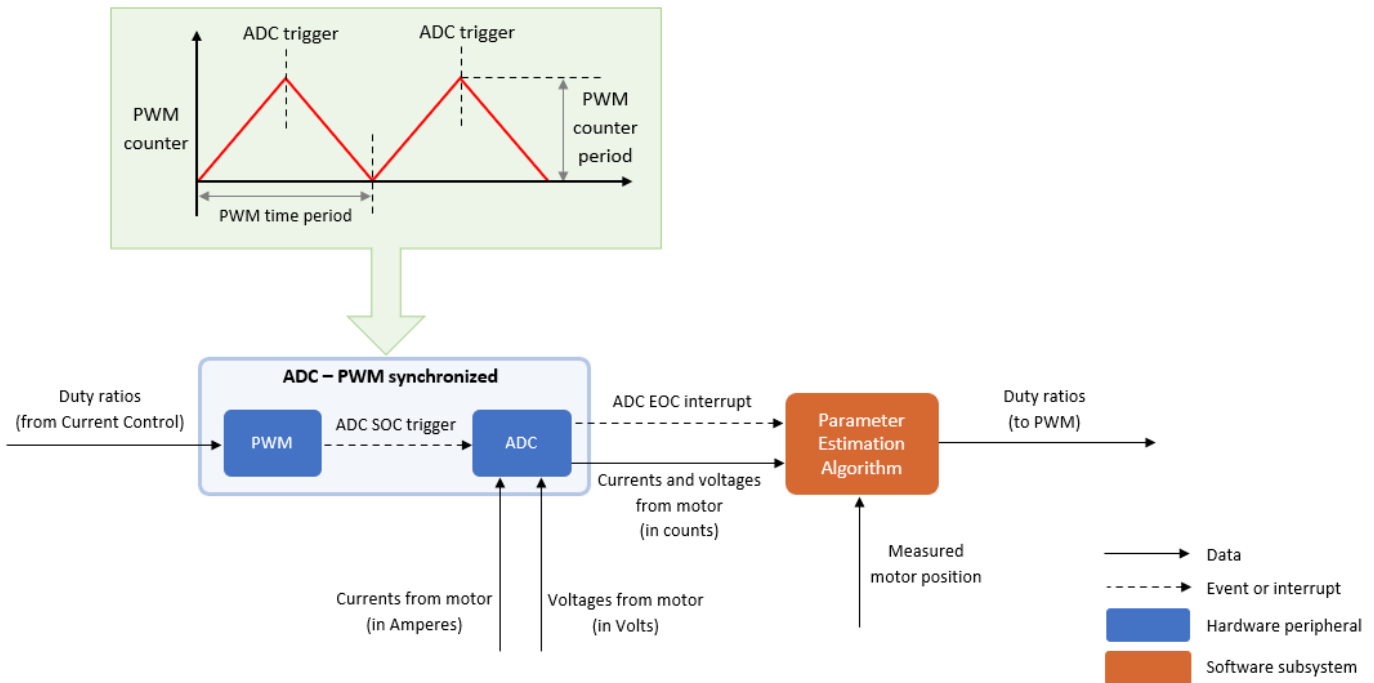 ADC trigger
ADC trigger
PWM
counter
PWM
counter
period
PWM time period
ADC – PWM synchronized
Duty ratios
(from Current Control)
PWM
ADC SOC trigger
ADC
ADC EOC interrupt
Currents and voltages
from motor
(in counts)
Parameter
Estimation
Algorithm
Duty ratios
(to PWM)
Currents from motor
(in Amperes)
Voltages from motor
(in Volts)
Measured
motor position
Data
Event or interrupt
Hardware peripheral
Software subsystem